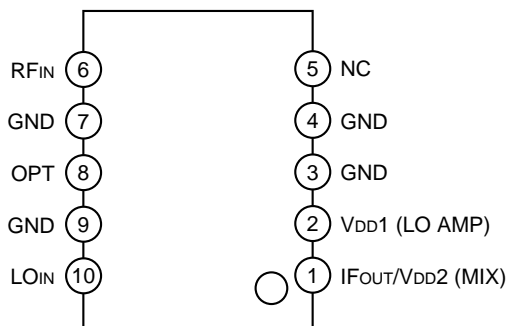 RFIN 6 5 NC
GND 7 4 GND
OPT 8 3 GND
GND 9 2 VDD1 (LO AMP)
LOIN 10 1 IFOUT/VDD2 (MIX)